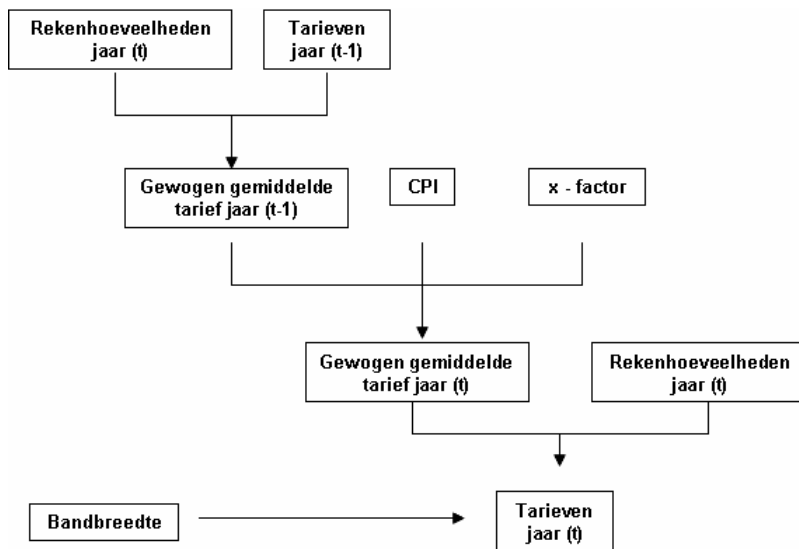 Rekenhoeveelheden
jaar (t)
Tarieven
jaar (t-1)
Gewogen gemiddelde
tarief jaar (t-1)
CPI
x - factor
Gewogen gemiddelde
tarief jaar (t)
Rekenhoeveelheden
jaar (t)
Bandbreedte
Tarieven
jaar (t)